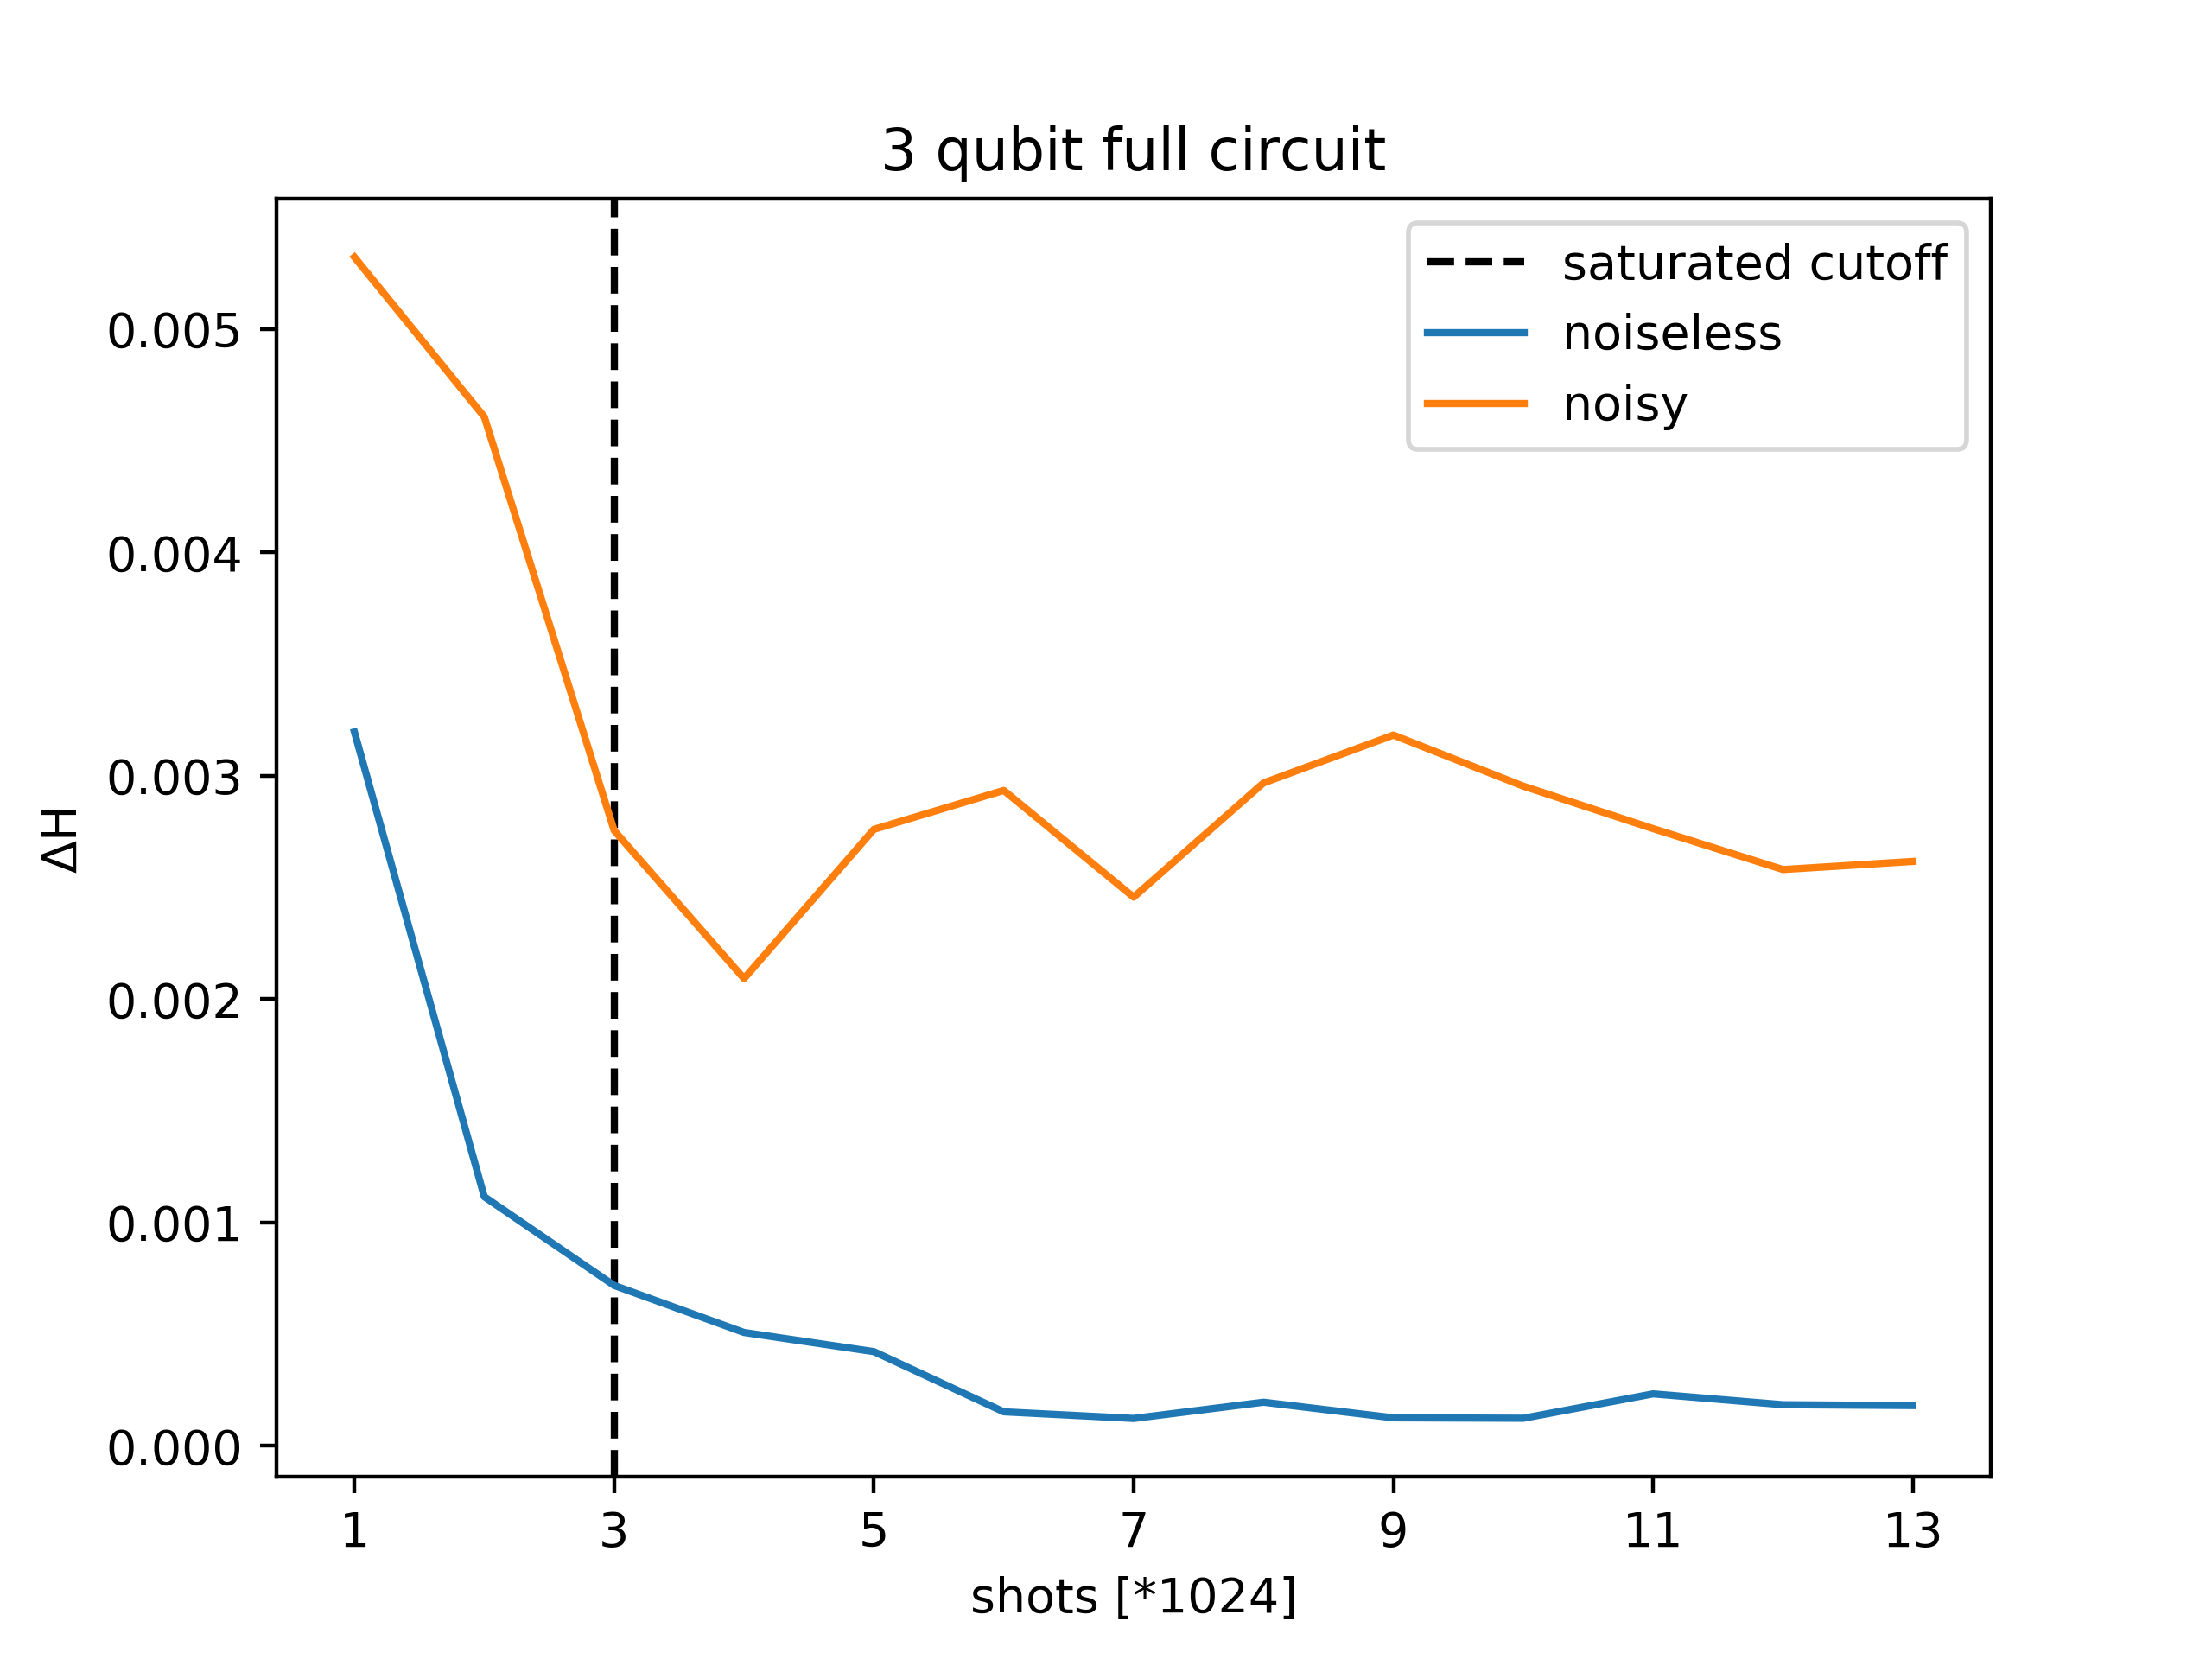 3 qubit full circuit
saturated cutoff
noiseless
noisy
0.005
0.004
0.003
0.002
0.001
0.000
ΔH
1 3 5 7 9 11 13
shots [*1024]